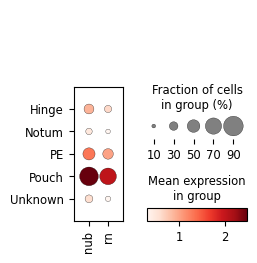 Fraction of cells
in group (%)
10 30 50 70 90
Hinge
Notum
PE
Pouch
Unknown
nub
rn
Mean expression
in group
1 2